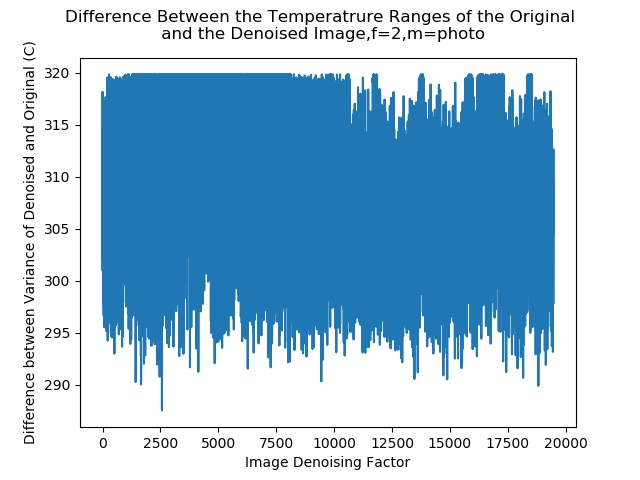 Difference Between the Temperatrure Ranges of the Original
and the Denoised Image,f=2,m=photo
Difference between Variance of Denoised and Original (C)
320
315
310
305
300
295
290
0 2500 5000 7500 10000 12500 15000 17500 20000
Image Denoising Factor